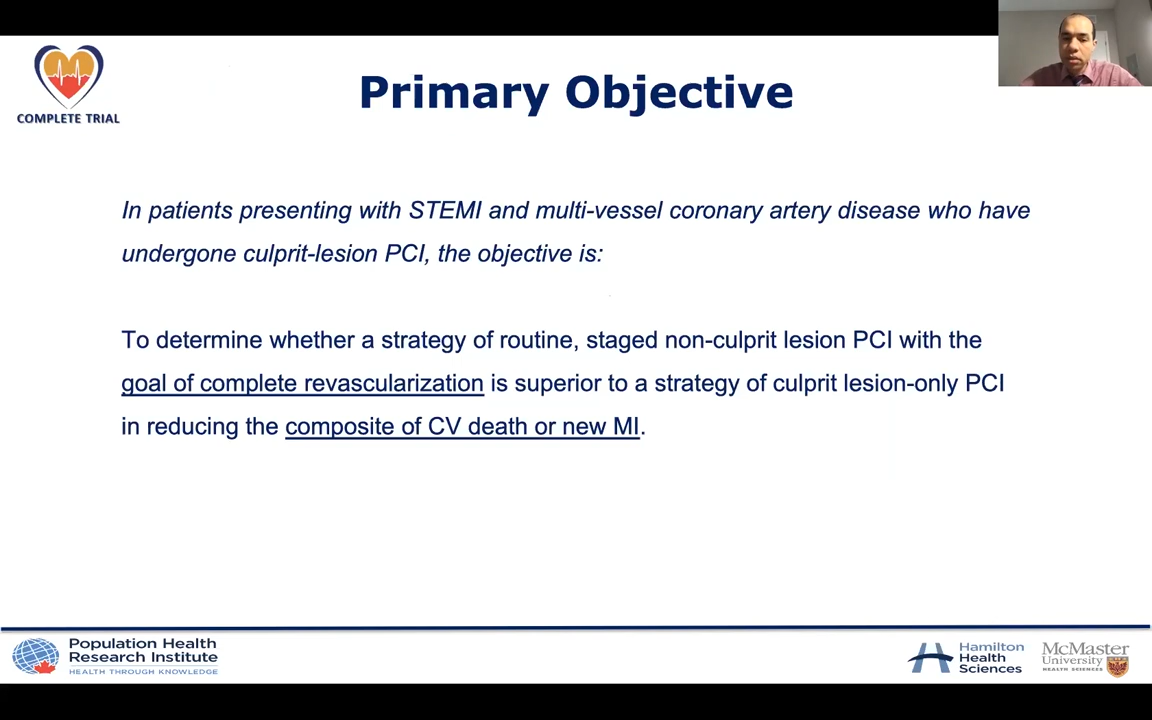 Primary Objective
COMPLETE TRIAL
In patients presenting with STEMI and multi-vessel coronary artery disease who have
undergone culprit-lesion PCI, the objective is:
To determine whether a strategy of routine, staged non-culprit lesion PCI with the
goal of complete revascularization is superior to a strategy of culprit lesion-only PCI
in reducing the composite of CV death or new MI.
Population Health
Research Institute
HEALTH THROUGH KNOWLEDGE
Hamilton
Health
Sciences
McMaster
University
HEALTH SCIENCES